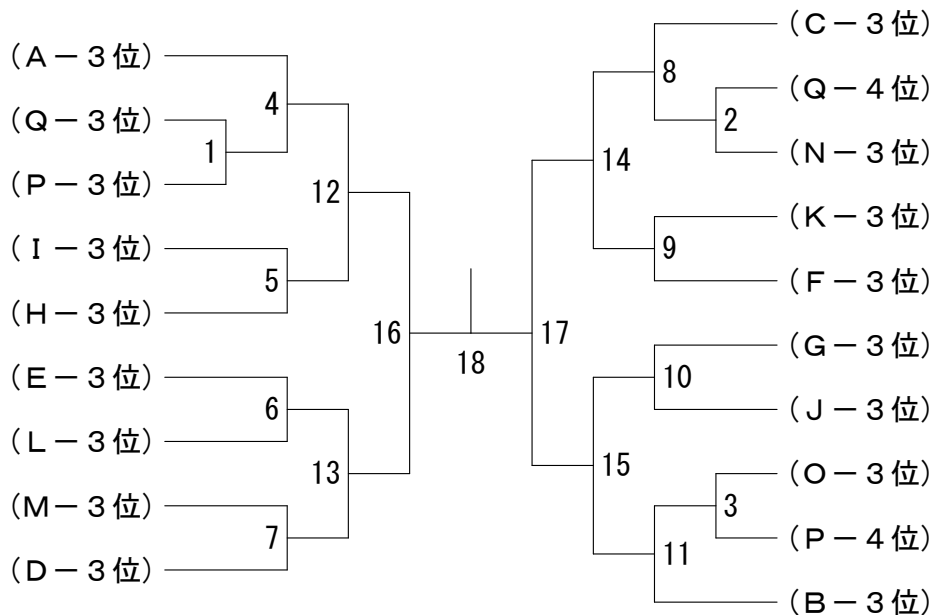 (A－3位)
(Q－3位)
(P－3位)
(I－3位)
(H－3位)
(E－3位)
(L－3位)
(M－3位)
(D－3位)
4
1
12
5
16
6
13
7
18
(C－3位)
(Q－4位)
(N－3位)
(K－3位)
(F－3位)
(G－3位)
(J－3位)
(O－3位)
(P－4位)
(B－3位)
8
2
14
9
17
10
15
3
11